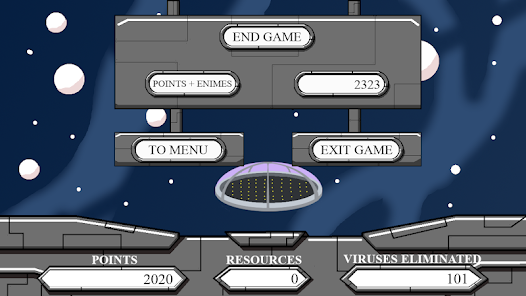 END GAME
POINTS + ENIMES 2323
TO MENU EXIT GAME
POINTS RESOURCES VIRUSES ELIMINATED
2020 0 101